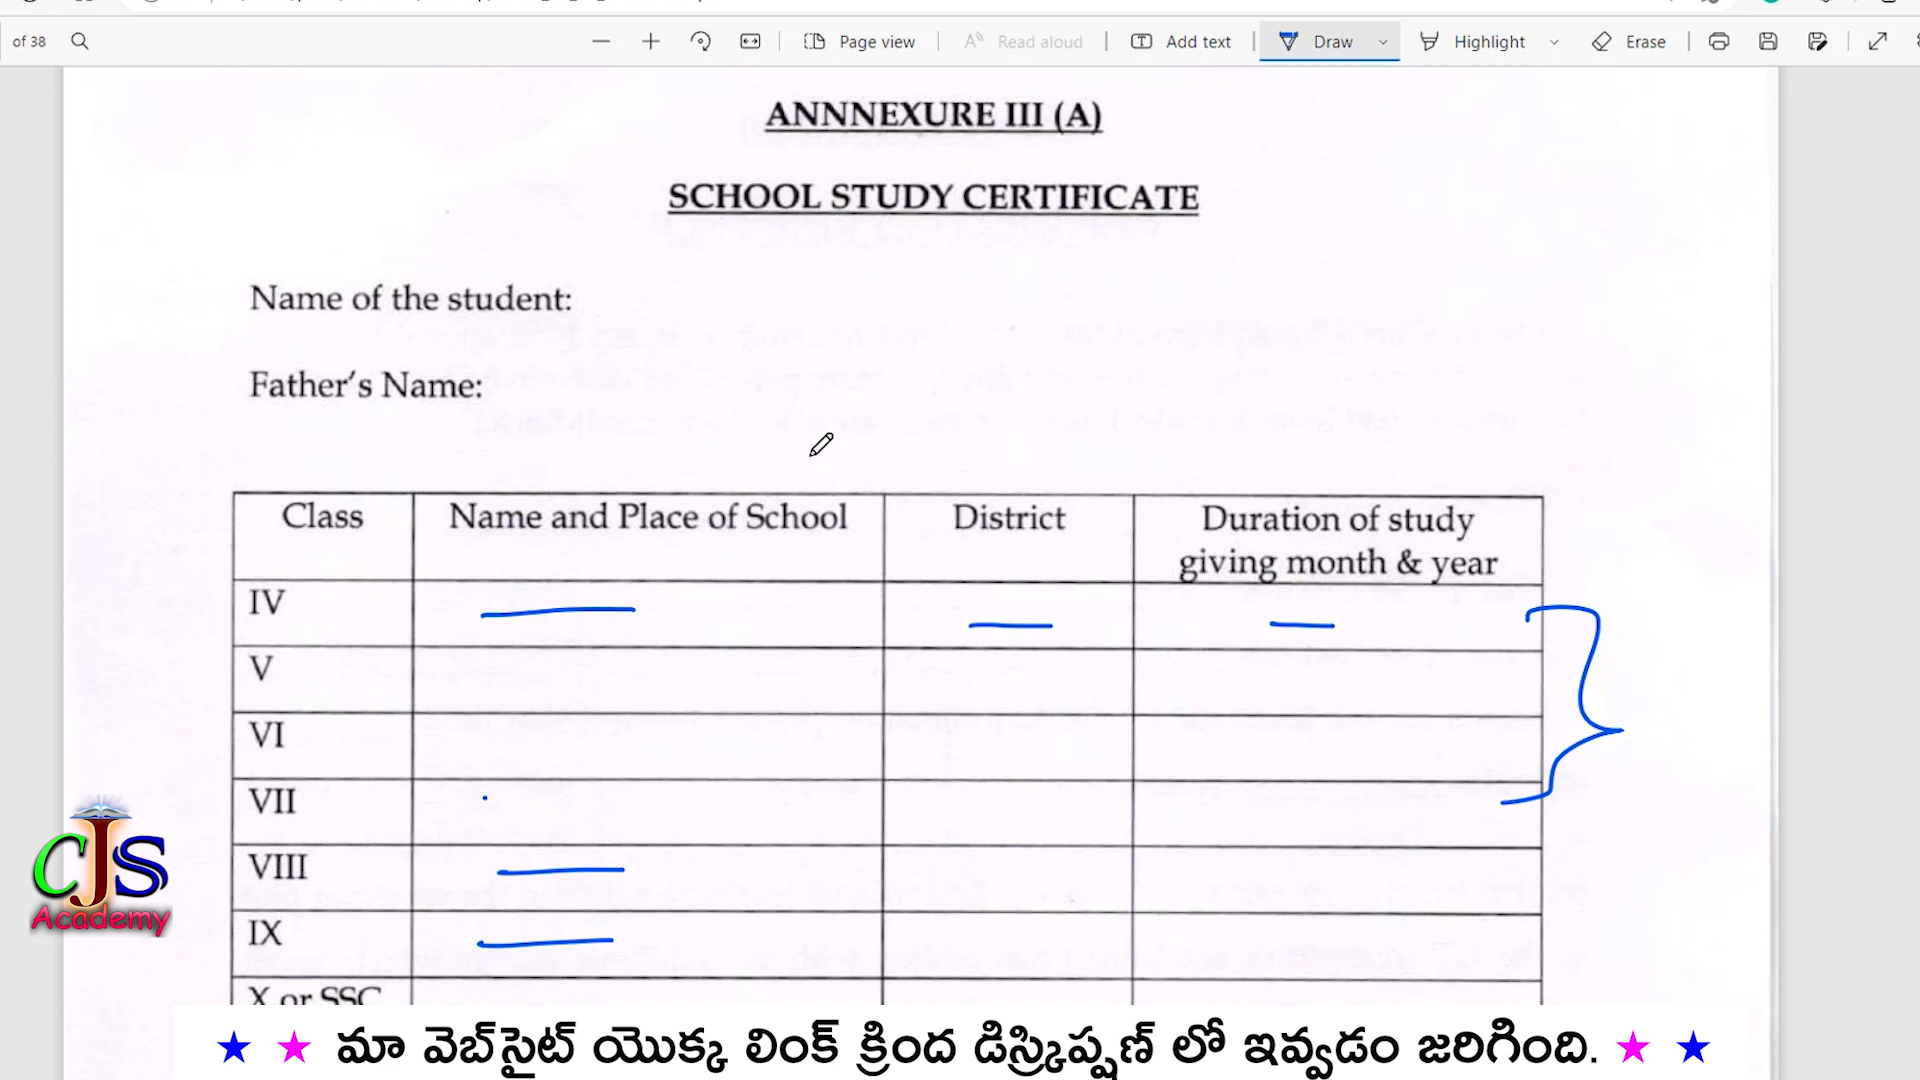 of 38
Page view
Read aloud
Add text
Draw
Highlight
Erase
ANNNEXURE III (A)
SCHOOL STUDY CERTIFICATE
Name of the student:
Father's Name:
Class Name and Place of School District Duration of study giving month & year
IV
V
VI
VII
VIII
IX
X or SSC
CJS
Academy
మా వెబ్‌సైట్ యొక్క లింక్ క్రింద డిస్క్రిప్షణ్ లో ఇవ్వడం జరిగింది.